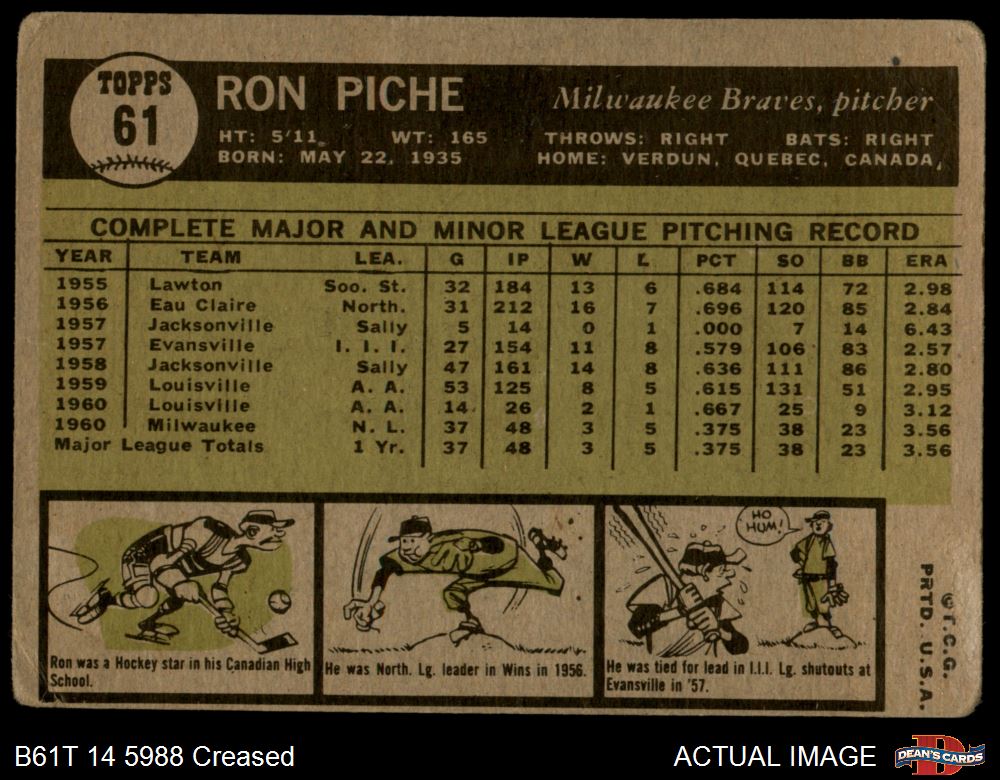 TOPPS
61
RON PICHE
Milwaukee Braves, pitcher
HT: 5'11. WT: 165 THROWS: RIGHT BATS: RIGHT
BORN: MAY 22, 1935 HOME: VERDUN, QUEBEC, CANADA,
COMPLETE MAJOR AND MINOR LEAGUE PITCHING RECORD
YEAR TEAM LEA. G IP W L PCT SO BB ERA
1955 Lawton Soo. St. 32 184 13 6 .684 114 72 2.98
1956 Eau Claire North. 31 212 16 7 .696 120 85 2.84
1957 Jacksonville Sally 5 14 0 1 .000 7 14 6.43
1957 Evansville I. I. I. 27 154 11 8 .579 106 83 2.57
1958 Jacksonville Sally 47 161 14 8 .636 111 86 2.80
1959 Louisville A. A. 53 125 8 5 .615 131 51 2.95
1960 Louisville A. A. 14 26 2 1 .667 25 9 3.12
1960 Milwaukee N. L. 37 48 3 5 .375 38 23 3.56
Major League Totals 1 Yr. 37 48 3 5 .375 38 23 3.56
Ron was a Hockey star in his Canadian High
School.
He was North. Lg. leader in Wins in 1956.
HO
HUM!
He was tied for lead in I.I.I. Lg. shutouts at
Evansville in '57.
© T.C.G.
PRTD. U.S.A.
B61T 14 5988 Creased
ACTUAL IMAGE
D
DEAN'S CARDS